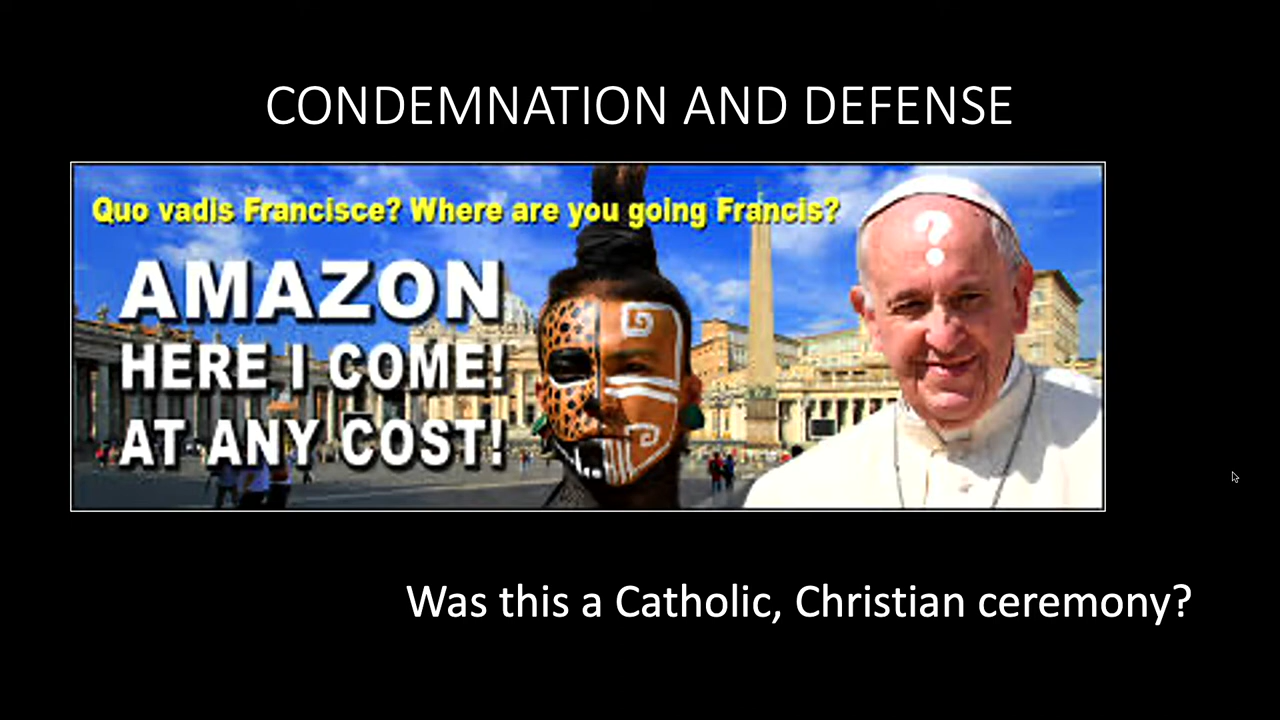 CONDEMNATION AND DEFENSE
Quo vadis Francisce? Where are you going Francis?
?
AMAZON
HERE I COME!
AT ANY COST!
Was this a Catholic, Christian ceremony?